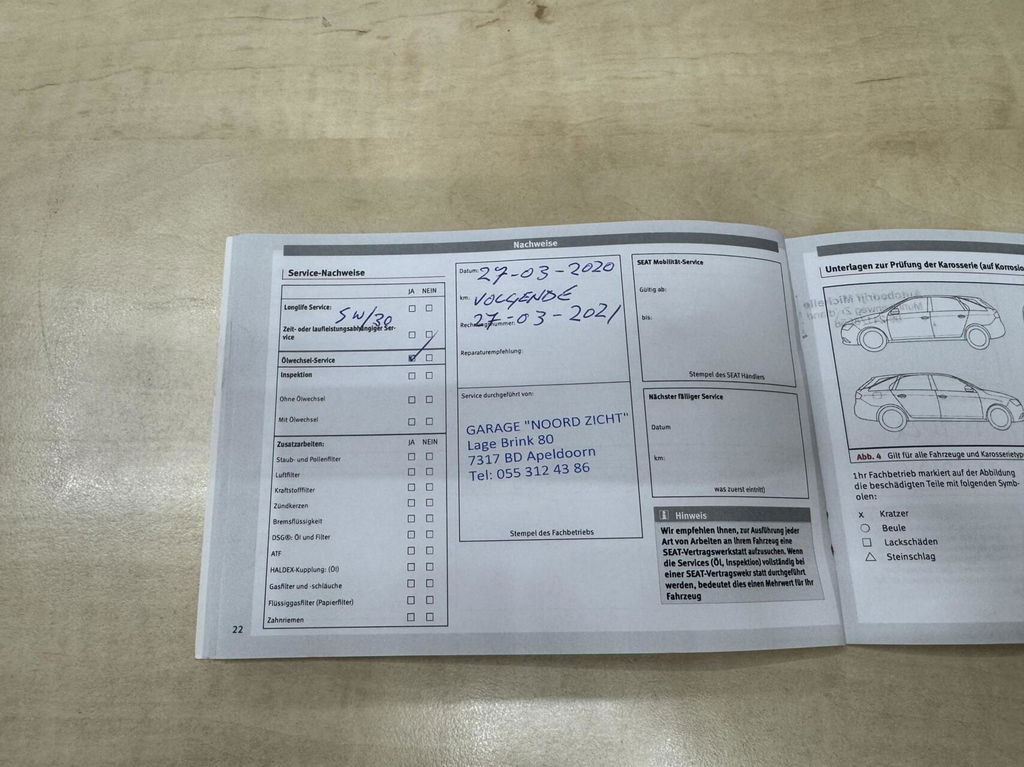 Nachweise
Service-Nachweise
JA NEIN
Longlife Service:
5W/30
Zeit- oder laufleistungsabhängiger Ser-
vice
Ölwechsel-Service
Inspektion
Ohne Ölwechsel
Mit Ölwechsel
Zusatzarbeiten: JA NEIN
Staub- und Pollenfilter
Luftfilter
Kraftstofffilter
Zündkerzen
Bremsflüssigkeit
DSG®: Öl und Filter
ATF
HALDEX-Kupplung: (Öl)
Gasfilter und -schläuche
Flüssiggasfilter (Papierfilter)
Zahnriemen
22
Datum: 27-03-2020
km: VOLGENDE
27-03-2021
Rechnungsnummer:
Reparaturempfehlung:
Service durchgeführt von:
GARAGE "NOORD ZICHT"
Lage Brink 80
7317 BD Apeldoorn
Tel: 055 312 43 86
Stempel des Fachbetriebs
SEAT Mobilität-Service
Gültig ab:
bis:
Stempel des SEAT Händlers
Nächster fälliger Service
Datum
km:
was zuerst eintritt)
Hinweis
Wir empfehlen Ihnen, zur Ausführung jeder
Art von Arbeiten an Ihrem Fahrzeug eine
SEAT-Vertragswerkstatt aufzusuchen. Wenn
die Services (Öl, Inspektion) vollständig bei
einer SEAT-Vertragswerkstatt durchgeführt
werden, bedeutet dies einen Mehrwert für Ihr
Fahrzeug
Unterlagen zur Prüfung der Karosserie (auf Korrosi
Abb. 4 Gilt für alle Fahrzeuge und Karosserietyp
Ihr Fachbetrieb markiert auf der Abbildung
die beschädigten Teile mit folgenden Symb-
olen:
x Kratzer
Beule
Lackschäden
Steinschlag